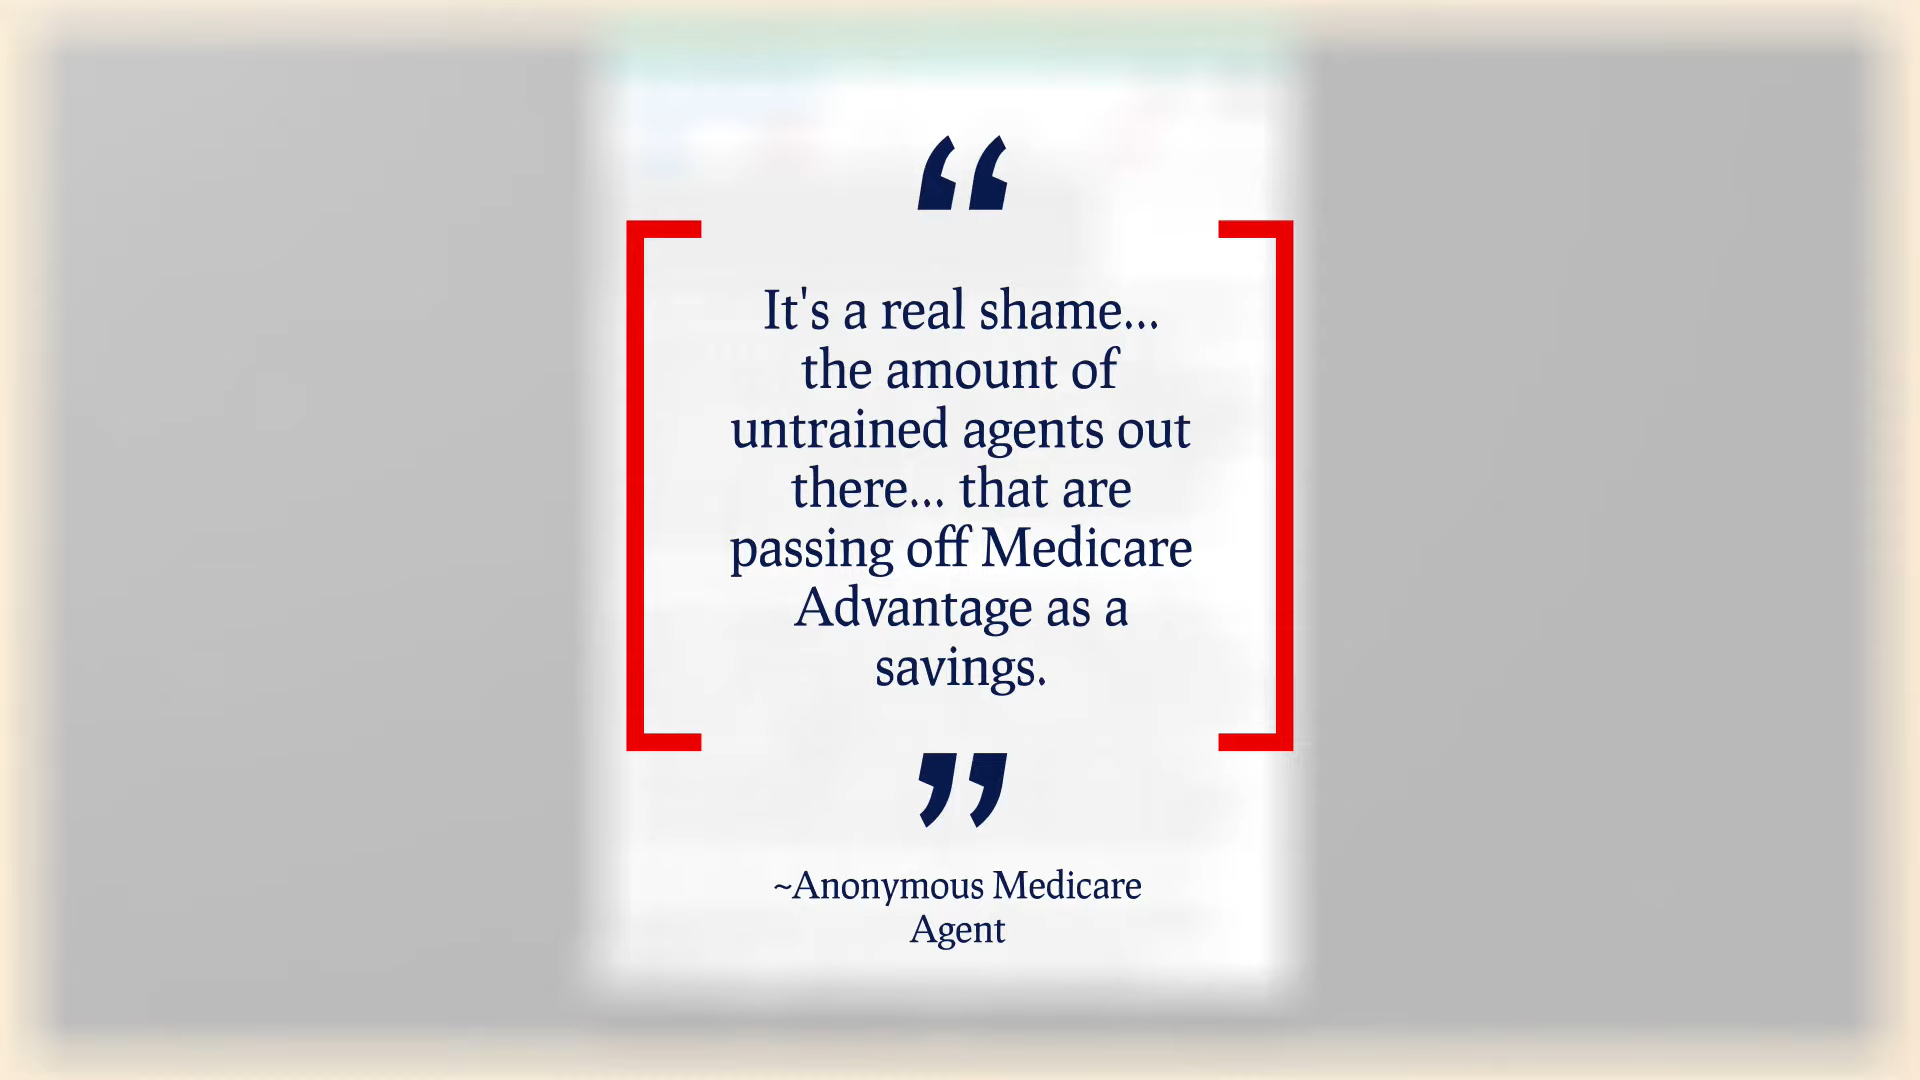 “
It's a real shame...
the amount of
untrained agents out
there... that are
passing off Medicare
Advantage as a
savings.
”
~Anonymous Medicare
Agent